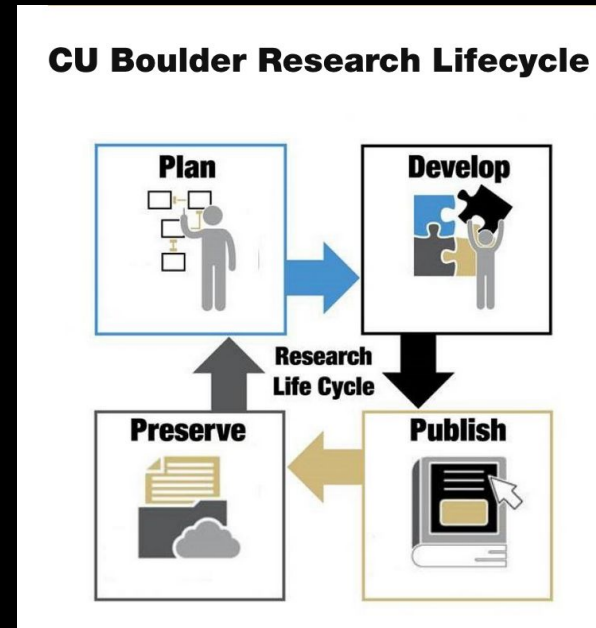 CU Boulder Research Lifecycle
Plan
Develop
Research
Life Cycle
Preserve
Publish